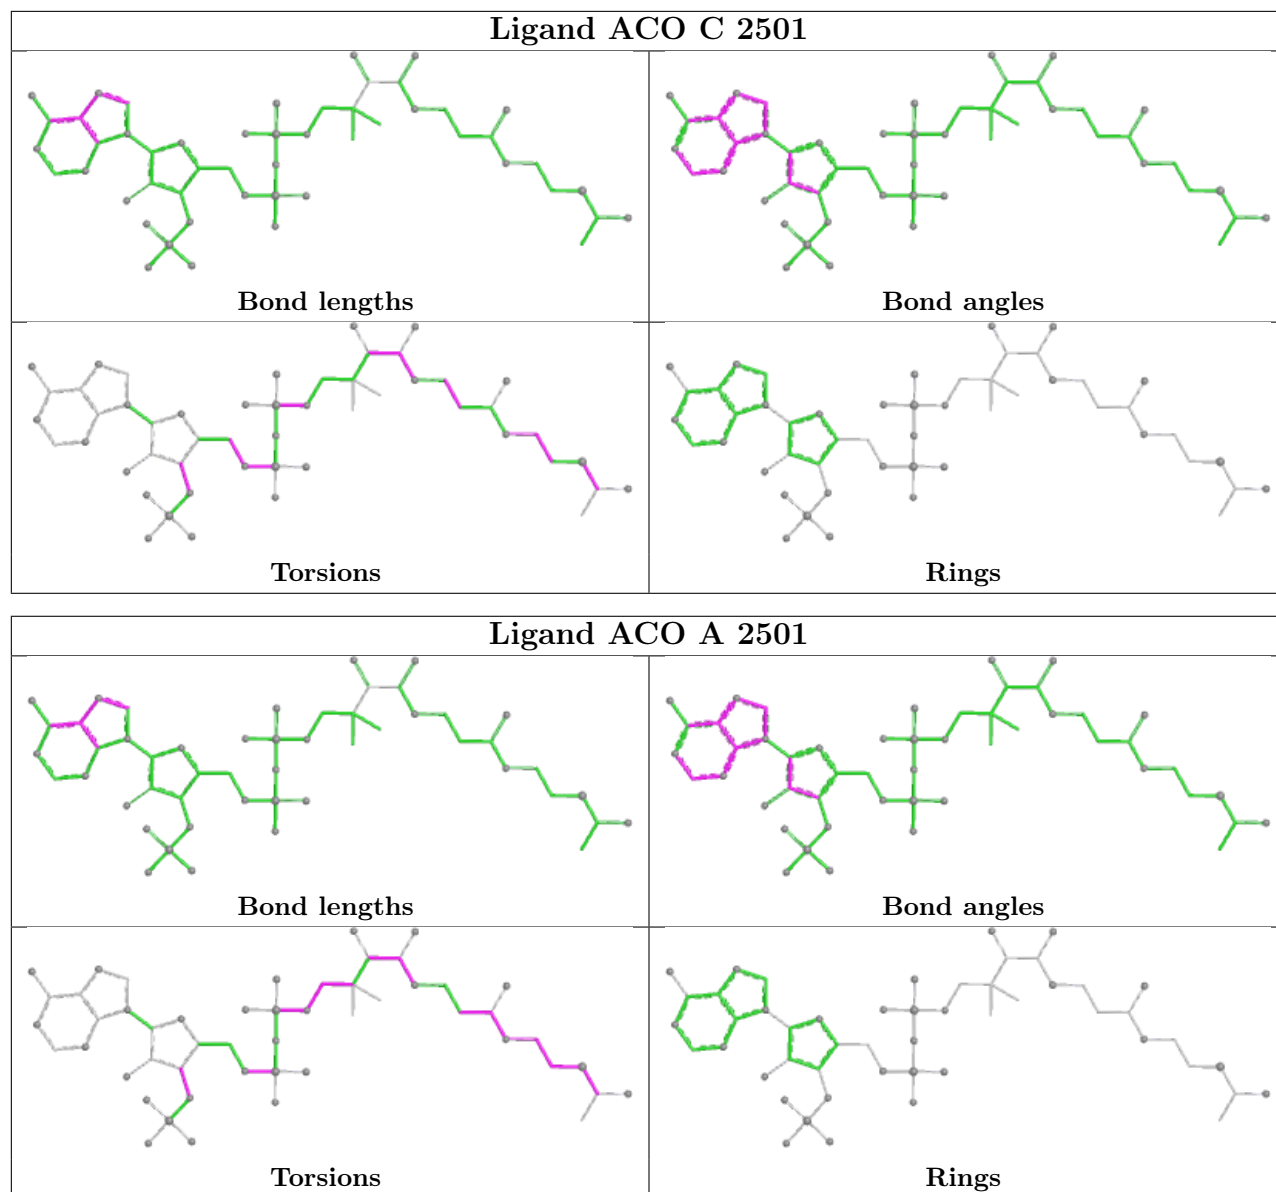 Ligand ACO C 2501
Bond lengths
Bond angles
Torsions
Rings
Ligand ACO A 2501
Bond lengths
Bond angles
Torsions
Rings